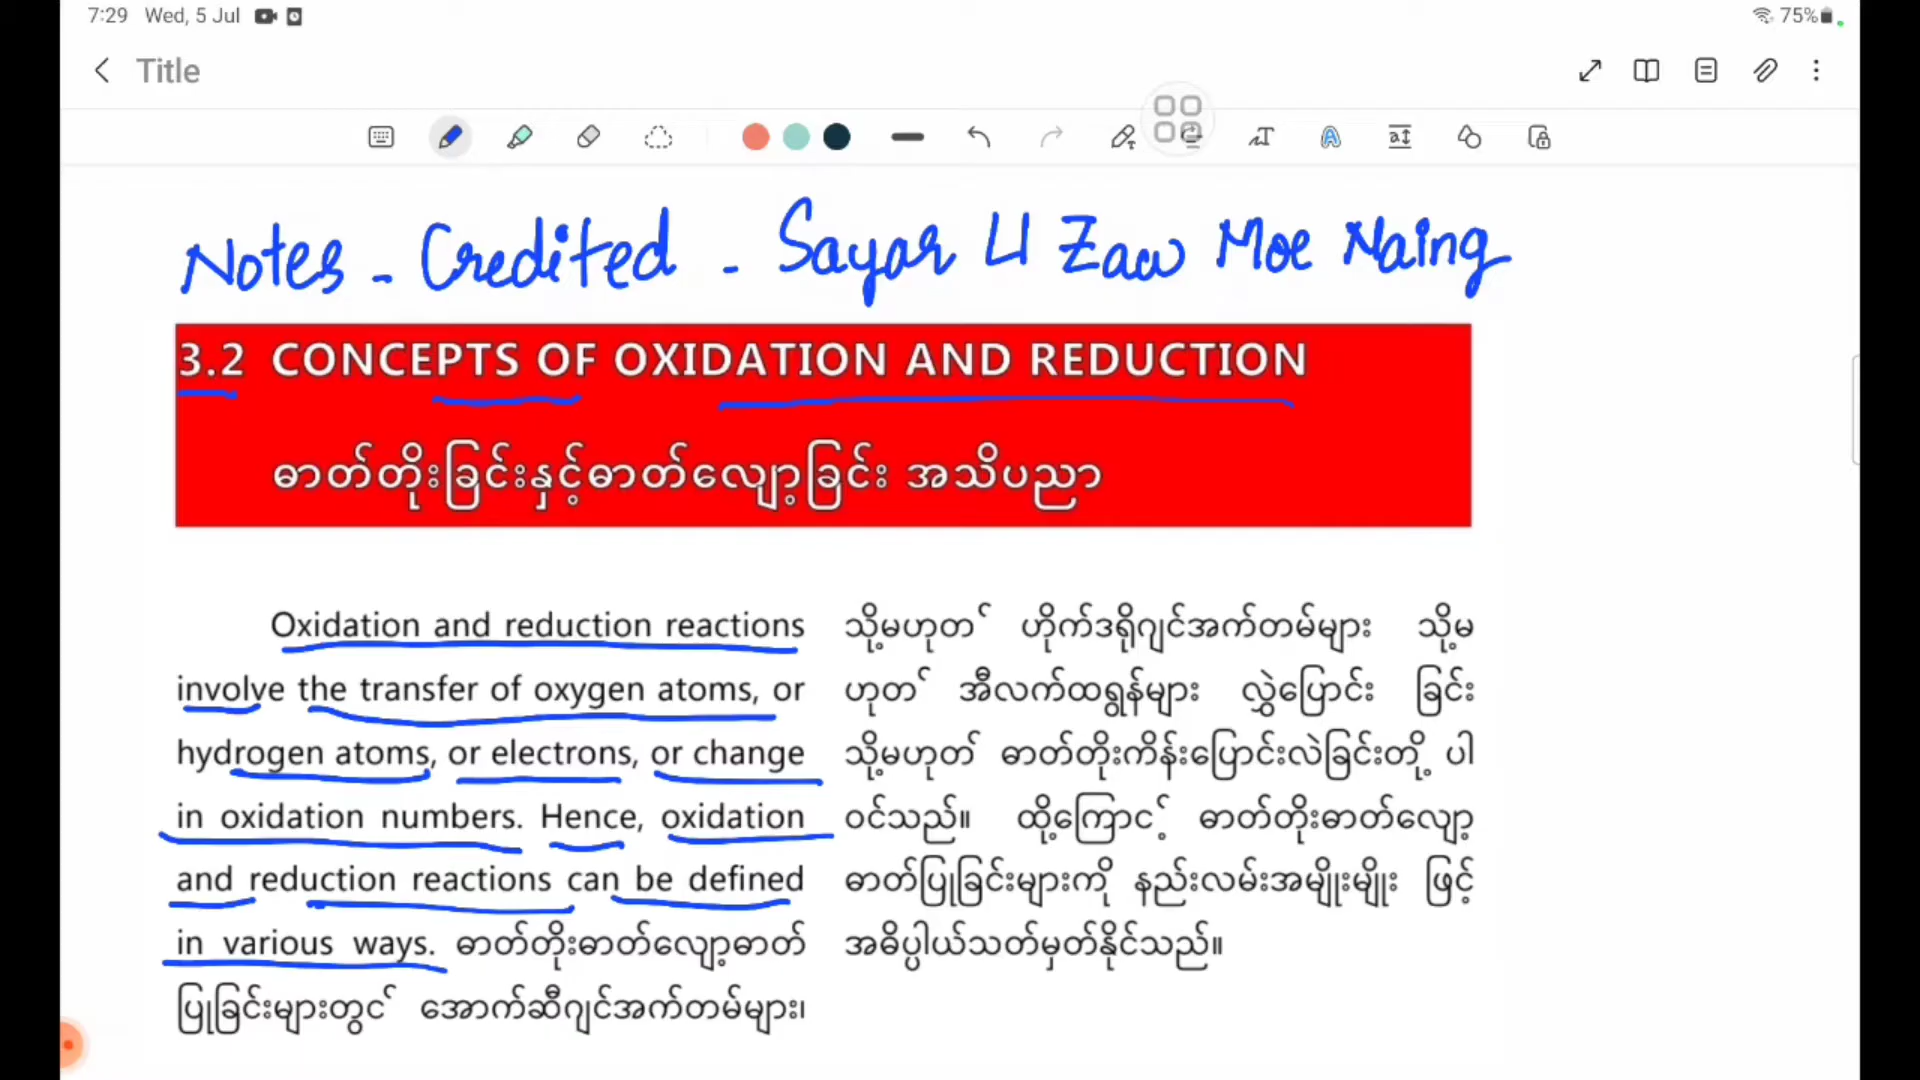 7:29 Wed, 5 Jul 75%
Title
Notes - Credited - Sayar U Zaw Moe Naing
3.2 CONCEPTS OF OXIDATION AND REDUCTION
ဓာတ်တိုးခြင်းနှင့်ဓာတ်လျော့ခြင်း အသိပညာ
Oxidation and reduction reactions
involve the transfer of oxygen atoms, or
hydrogen atoms, or electrons, or change
in oxidation numbers. Hence, oxidation
and reduction reactions can be defined
in various ways. ဓာတ်တိုးဓာတ်လျော့ဓာတ်
ပြုခြင်းများတွင် အောက်ဆီဂျင်အက်တမ်များ၊
သို့မဟုတ် ဟိုက်ဒရိုဂျင်အက်တမ်များ သို့မ
ဟုတ် အီလက်ထရွန်များ လွှဲပြောင်း ခြင်း
သို့မဟုတ် ဓာတ်တိုးကိန်းပြောင်းလဲခြင်းတို့ ပါ
ဝင်သည်။ ထို့ကြောင့် ဓာတ်တိုးဓာတ်လျော့
ဓာတ်ပြုခြင်းများကို နည်းလမ်းအမျိုးမျိုး ဖြင့်
အဓိပ္ပါယ်သတ်မှတ်နိုင်သည်။